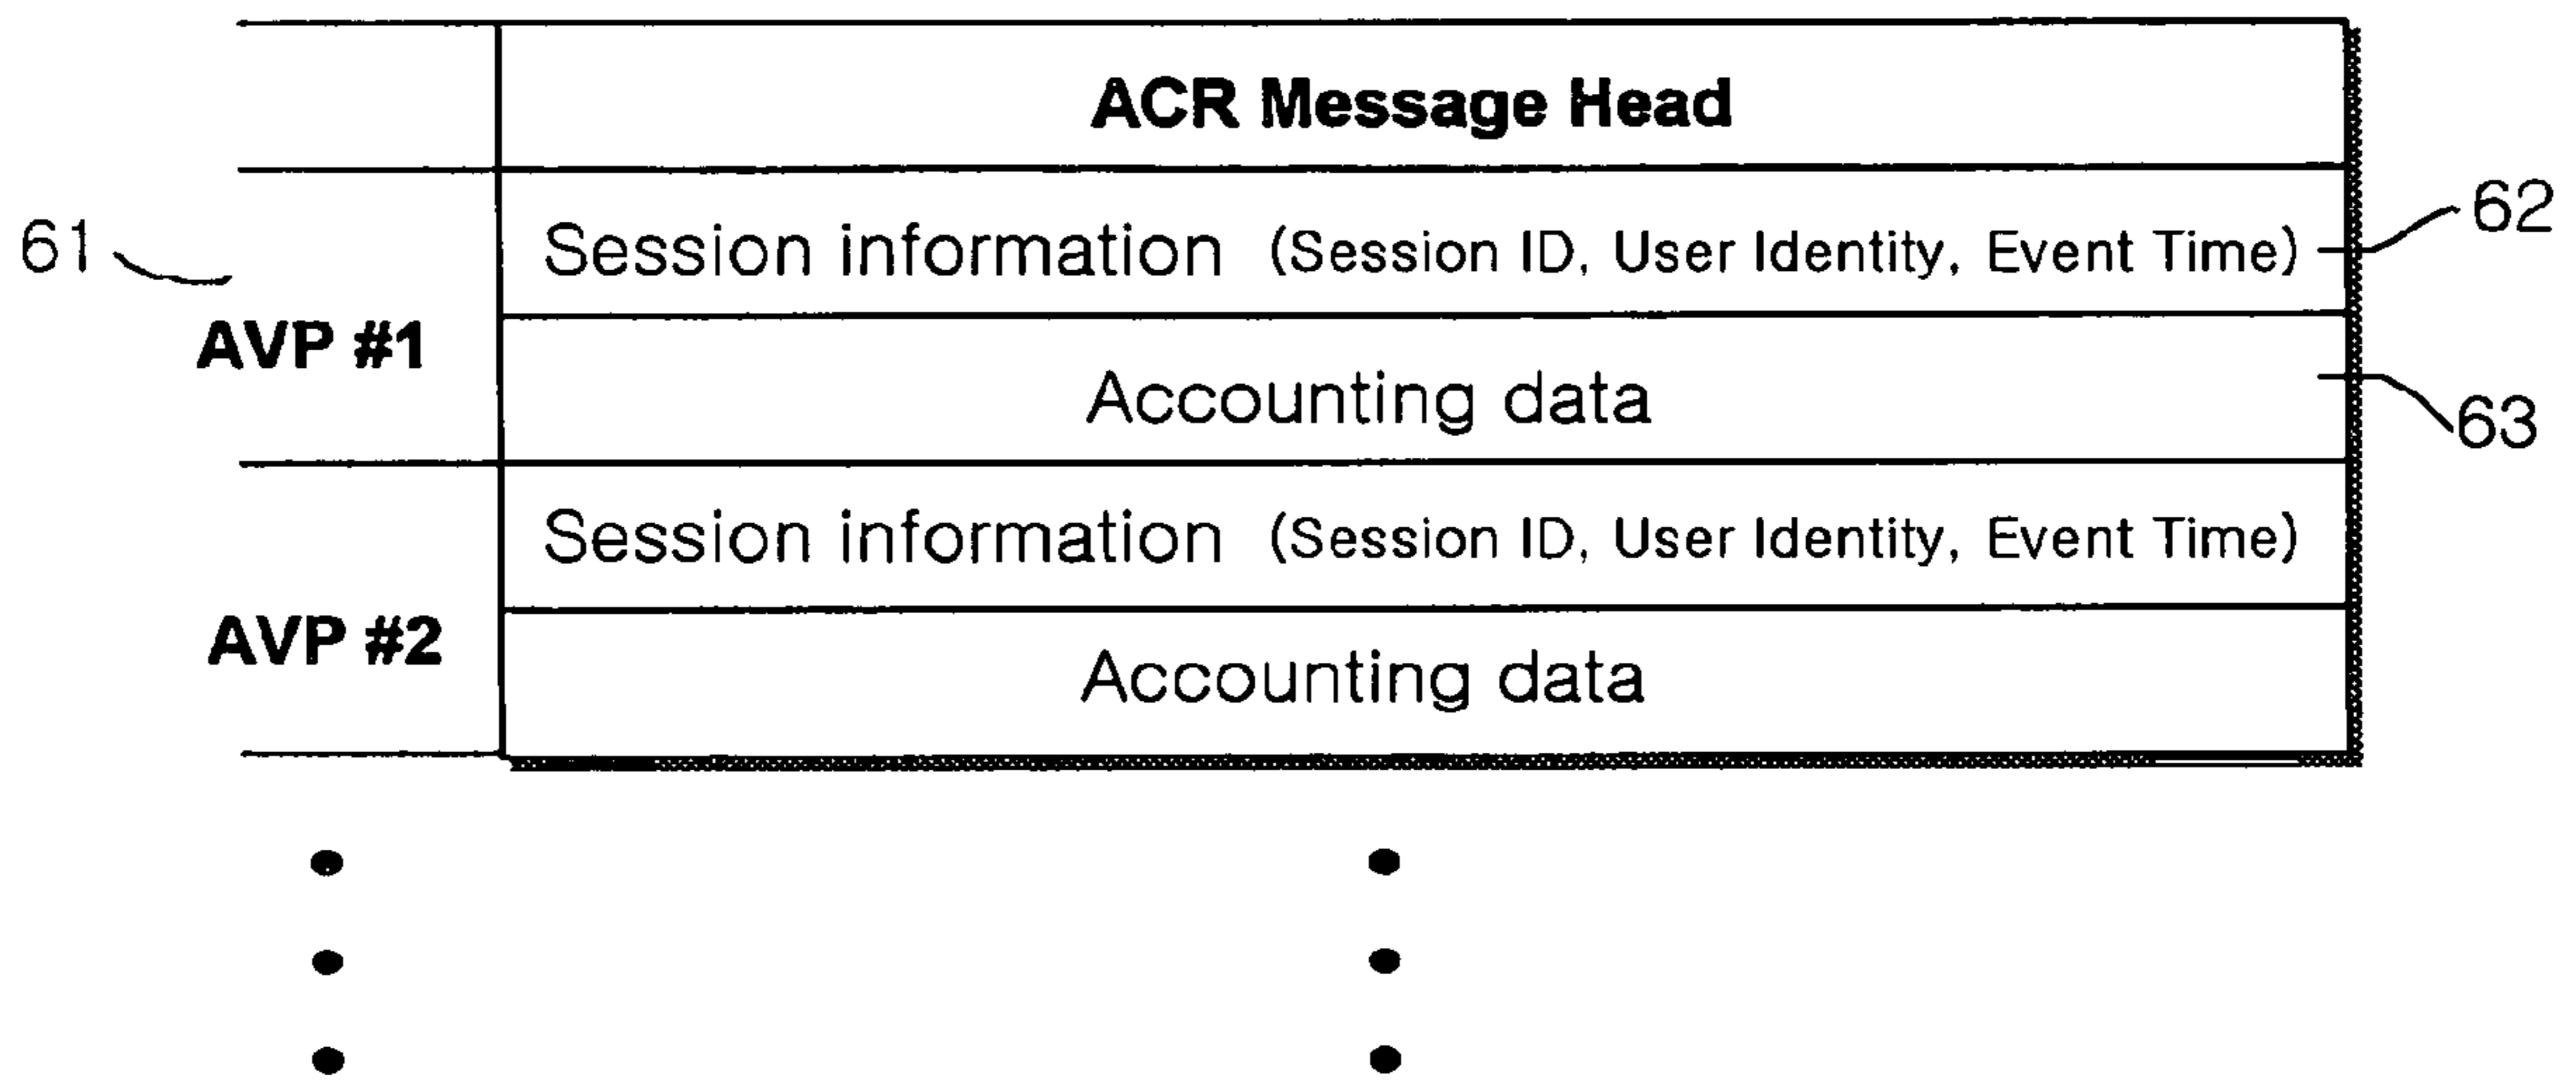 ACR Message Head
61
AVP #1
Session information (Session ID, User Identity, Event Time)
62
Accounting data
63
AVP #2
Session information (Session ID, User Identity, Event Time)
Accounting data